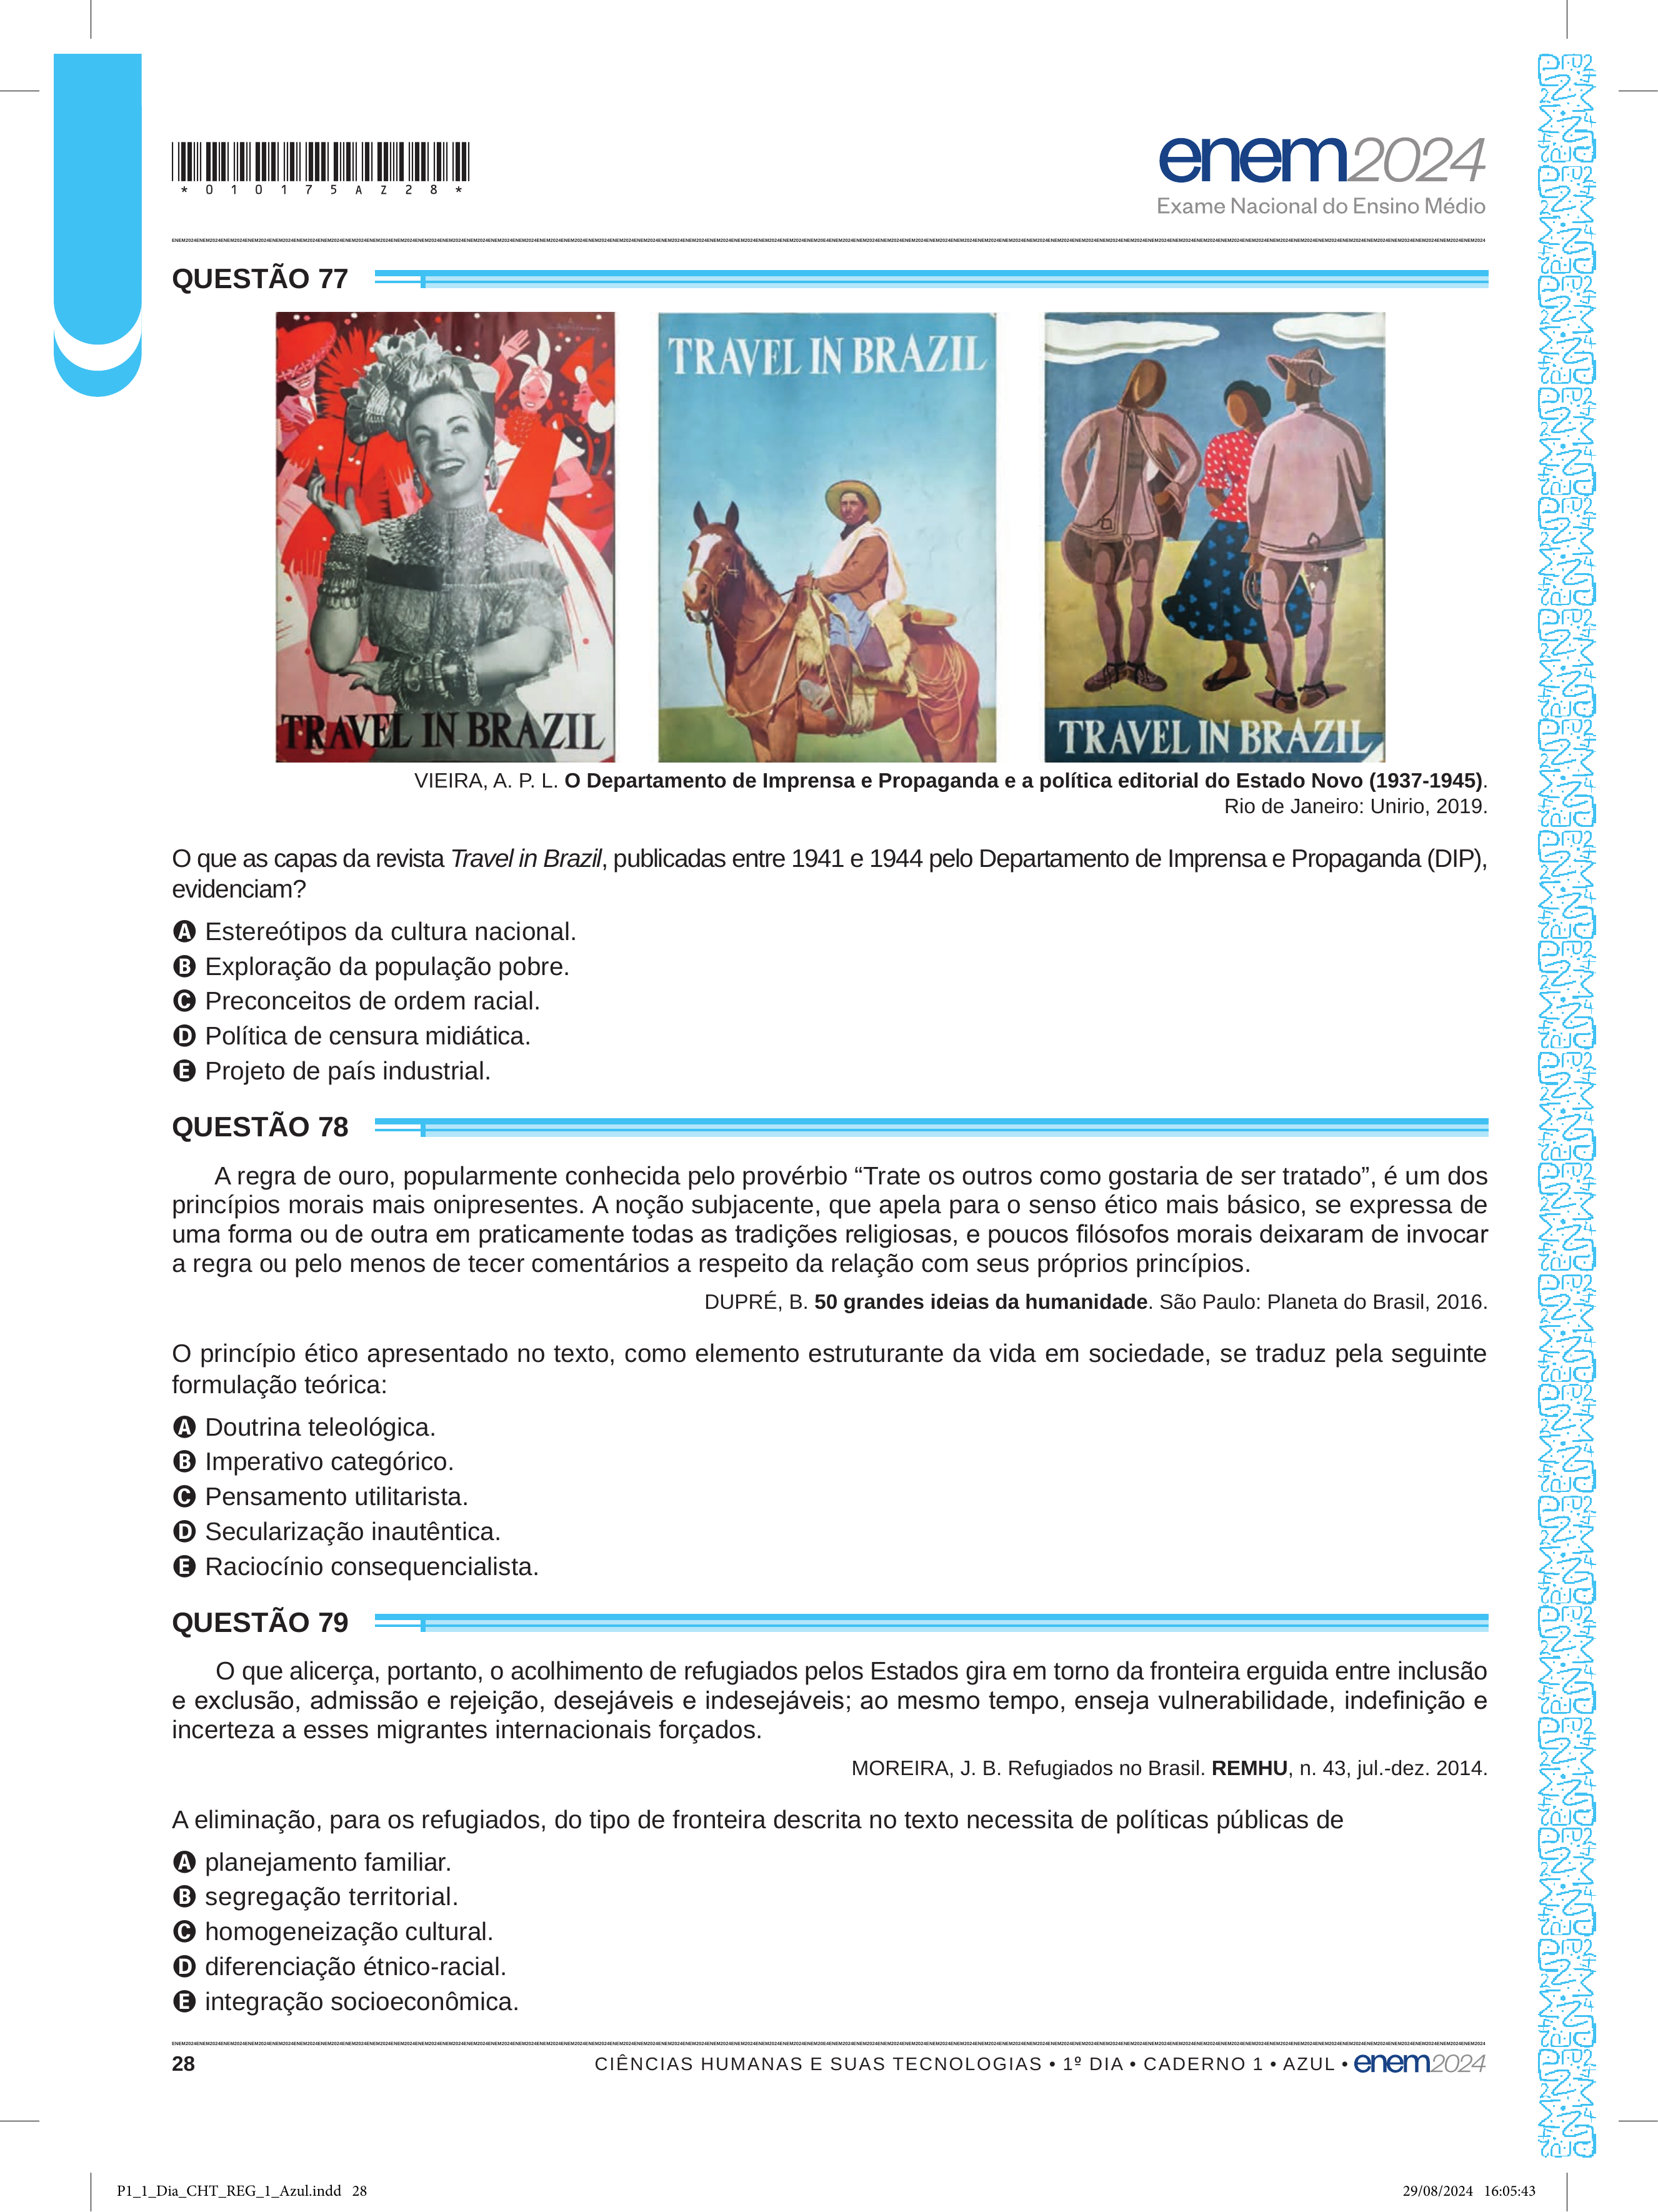 *010175AZ28*
enem2024
Exame Nacional do Ensino Médio
QUESTÃO 77
TRAVEL IN BRAZIL
TRAVEL IN BRAZIL
TRAVEL IN BRAZIL
VIEIRA, A. P. L. O Departamento de Imprensa e Propaganda e a política editorial do Estado Novo (1937-1945).
Rio de Janeiro: Unirio, 2019.
O que as capas da revista Travel in Brazil, publicadas entre 1941 e 1944 pelo Departamento de Imprensa e Propaganda (DIP),
evidenciam?
A Estereótipos da cultura nacional.
B Exploração da população pobre.
C Preconceitos de ordem racial.
D Política de censura midiática.
E Projeto de país industrial.
QUESTÃO 78
A regra de ouro, popularmente conhecida pelo provérbio “Trate os outros como gostaria de ser tratado”, é um dos
princípios morais mais onipresentes. A noção subjacente, que apela para o senso ético mais básico, se expressa de
uma forma ou de outra em praticamente todas as tradições religiosas, e poucos filósofos morais deixaram de invocar
a regra ou pelo menos de tecer comentários a respeito da relação com seus próprios princípios.
DUPRÉ, B. 50 grandes ideias da humanidade. São Paulo: Planeta do Brasil, 2016.
O princípio ético apresentado no texto, como elemento estruturante da vida em sociedade, se traduz pela seguinte
formulação teórica:
A Doutrina teleológica.
B Imperativo categórico.
C Pensamento utilitarista.
D Secularização inautêntica.
E Raciocínio consequencialista.
QUESTÃO 79
O que alicerça, portanto, o acolhimento de refugiados pelos Estados gira em torno da fronteira erguida entre inclusão
e exclusão, admissão e rejeição, desejáveis e indesejáveis; ao mesmo tempo, enseja vulnerabilidade, indefinição e
incerteza a esses migrantes internacionais forçados.
MOREIRA, J. B. Refugiados no Brasil. REMHU, n. 43, jul.-dez. 2014.
A eliminação, para os refugiados, do tipo de fronteira descrita no texto necessita de políticas públicas de
A planejamento familiar.
B segregação territorial.
C homogeneização cultural.
D diferenciação étnico-racial.
E integração socioeconômica.
28
CIÊNCIAS HUMANAS E SUAS TECNOLOGIAS • 1º DIA • CADERNO 1 • AZUL • enem2024
P1_1_Dia_CHT_REG_1_Azul.indd 28
29/08/2024 16:05:43